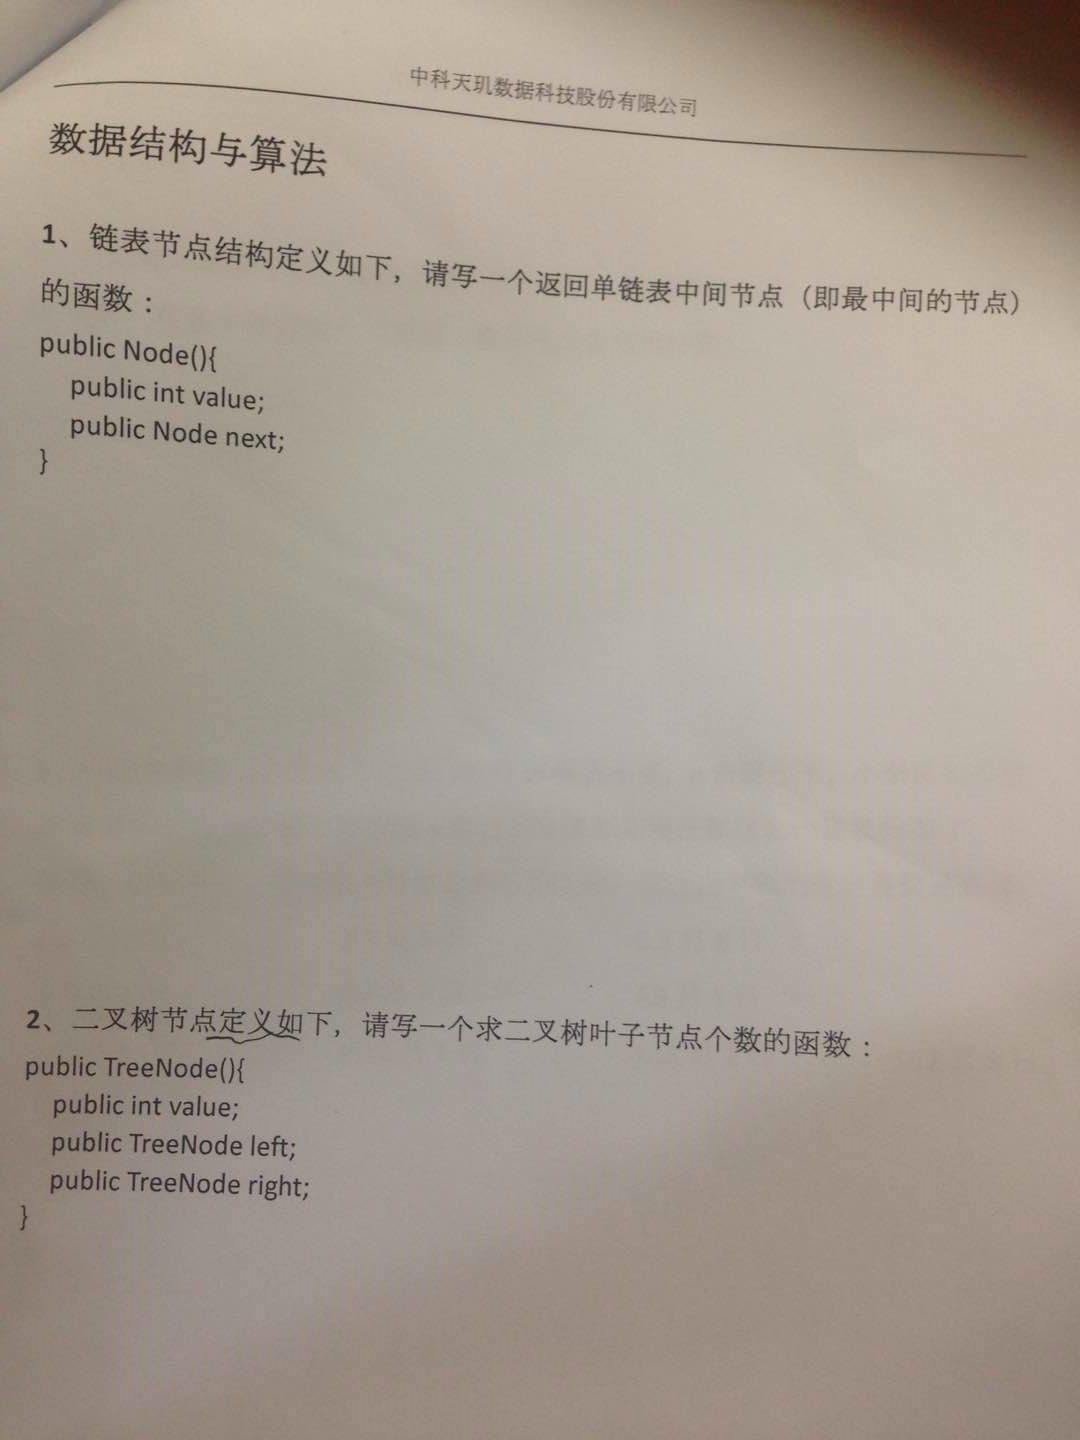 中科天玑数据科技股份有限公司
数据结构与算法
1、链表节点结构定义如下，请写一个返回单链表中间节点（即最中间的节点）
的函数：
public Node(){
public int value;
public Node next;
}
2、二叉树节点定义如下，请写一个求二叉树叶子节点个数的函数：
public TreeNode(){
public int value;
public TreeNode left;
public TreeNode right;
}